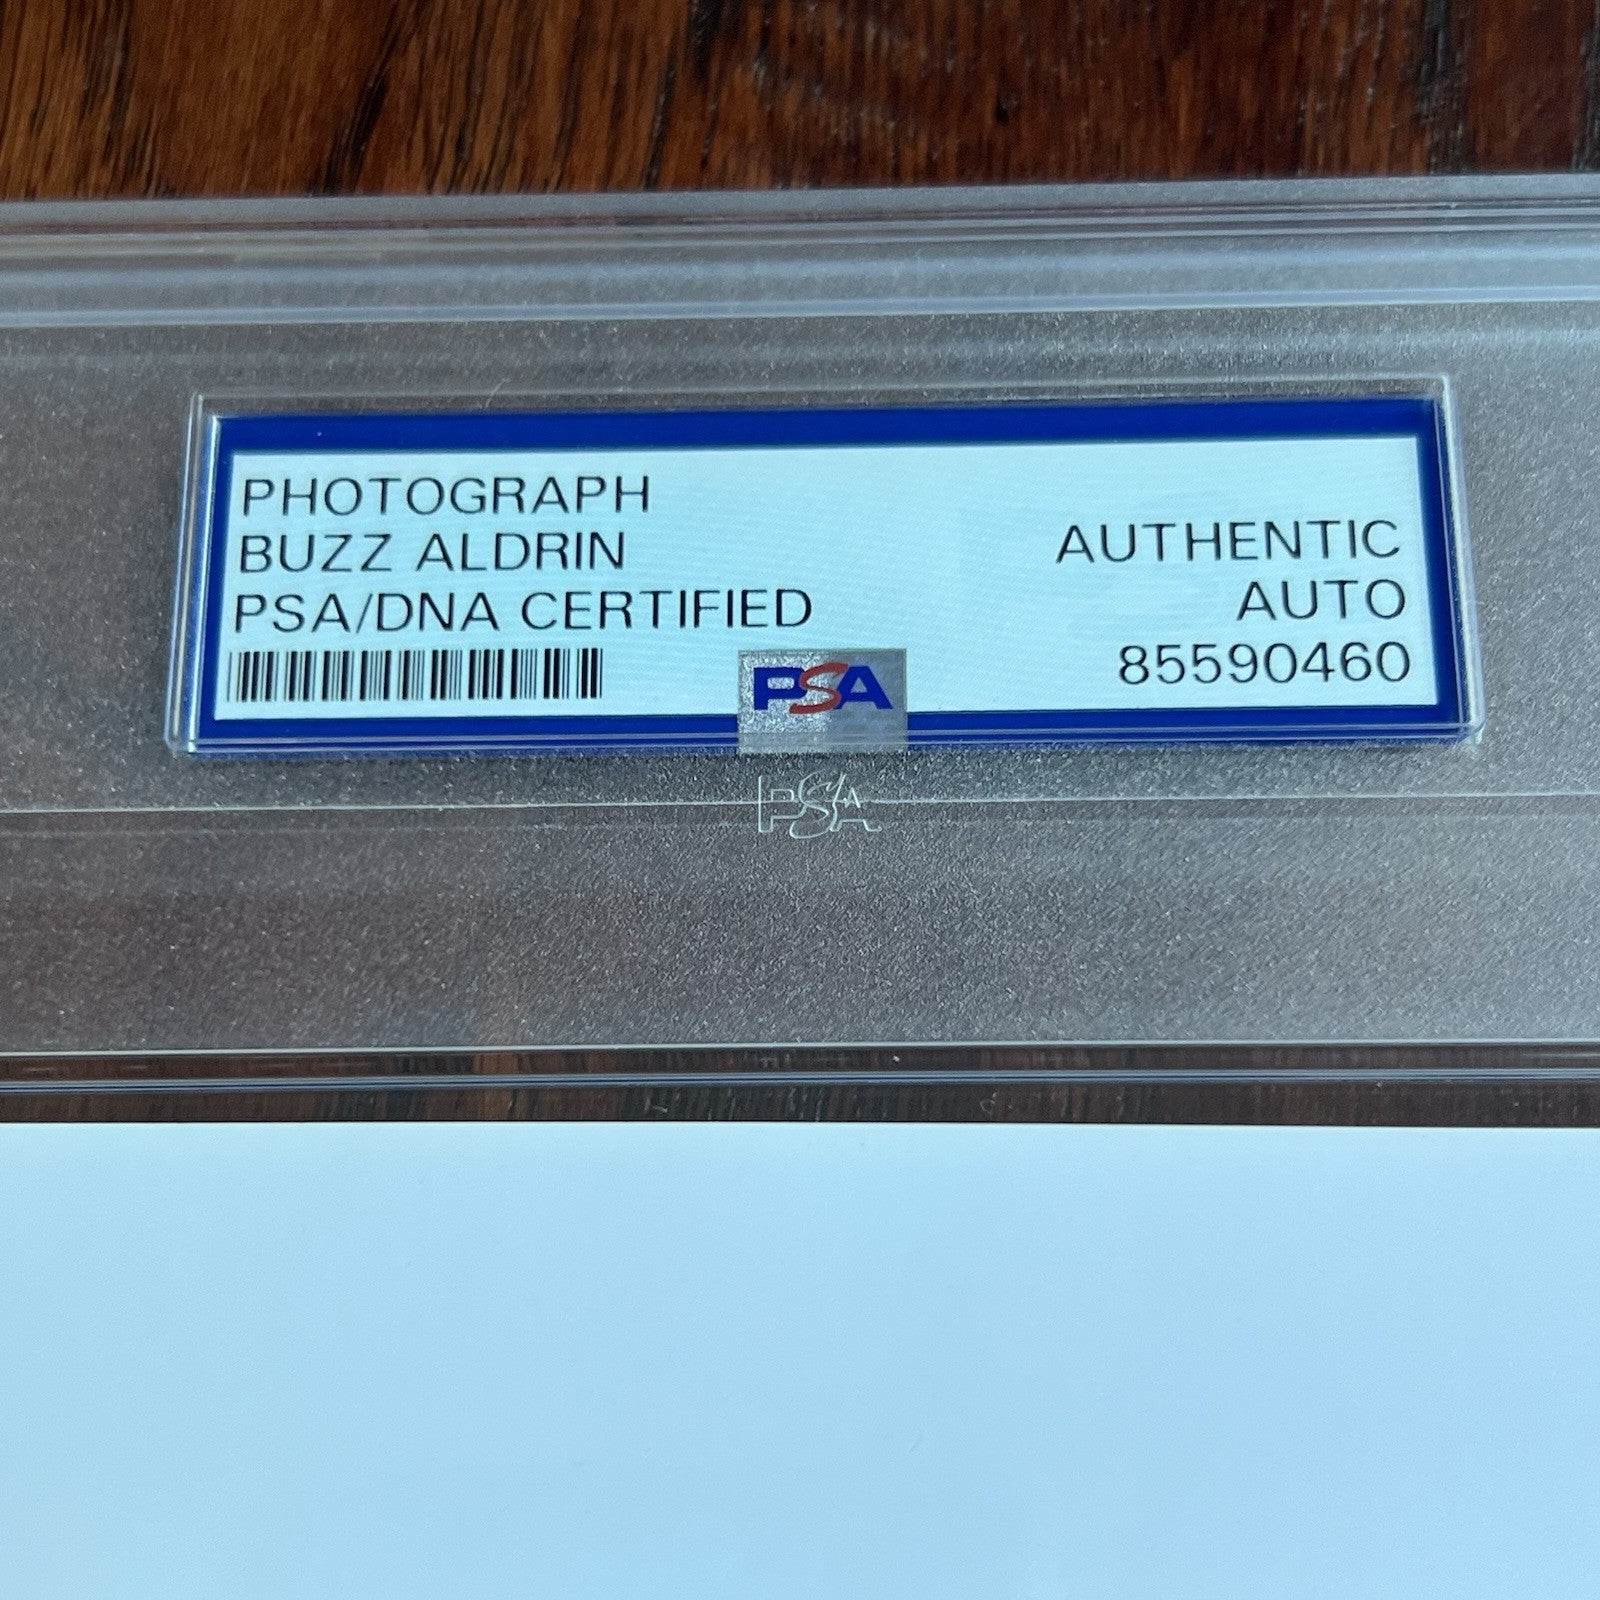 PHOTOGRAPH
BUZZ ALDRIN
PSA/DNA CERTIFIED
AUTHENTIC
AUTO
85590460
PSA
PSA